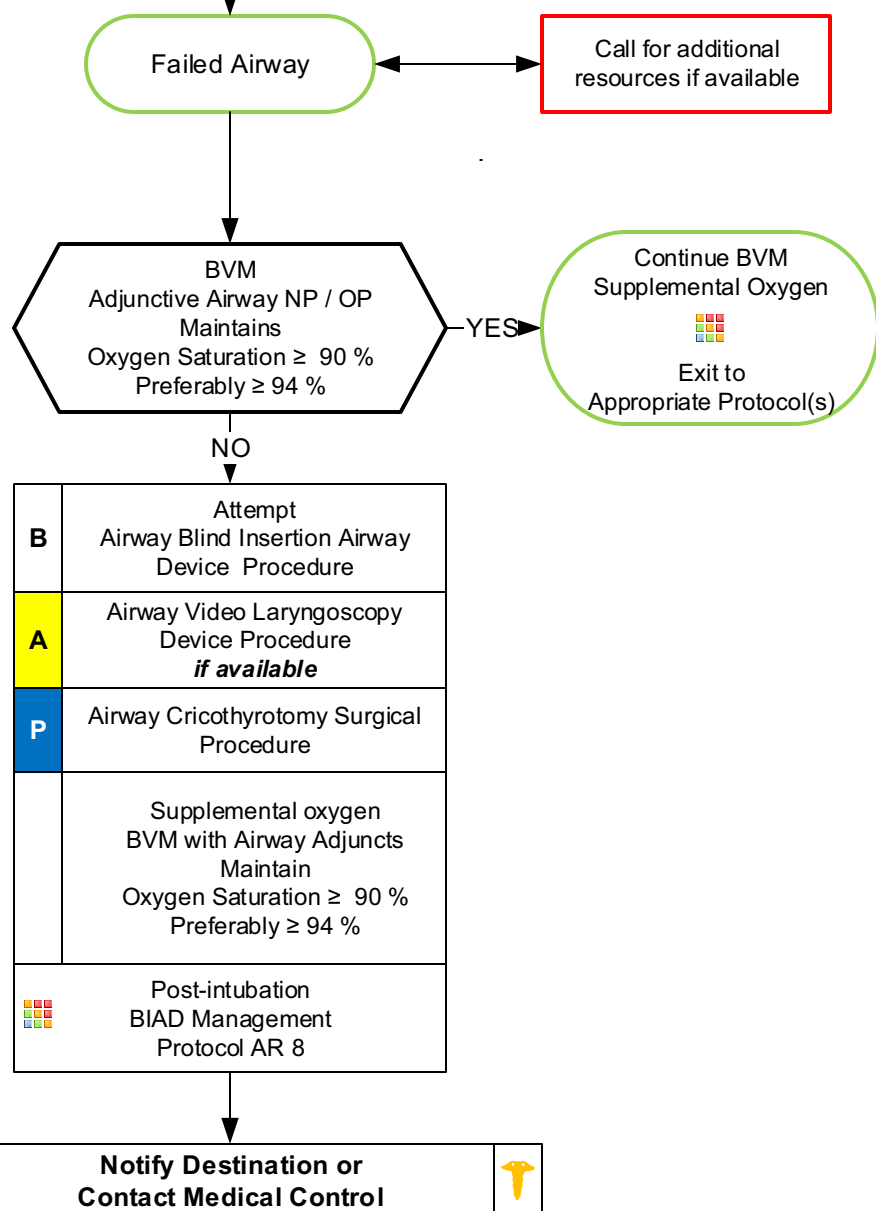 Failed Airway
Call for additional
resources if available
BVM
Adjunctive Airway NP / OP
Maintains
Oxygen Saturation ≥ 90 %
Preferably ≥ 94 %
YES
Continue BVM
Supplemental Oxygen
Exit to
Appropriate Protocol(s)
NO
B
Attempt
Airway Blind Insertion Airway
Device Procedure
A
Airway Video Laryngoscopy
Device Procedure
if available
P
Airway Cricothyrotomy Surgical
Procedure
Supplemental oxygen
BVM with Airway Adjuncts
Maintain
Oxygen Saturation ≥ 90 %
Preferably ≥ 94 %
Post-intubation
BIAD Management
Protocol AR 8
Notify Destination or
Contact Medical Control